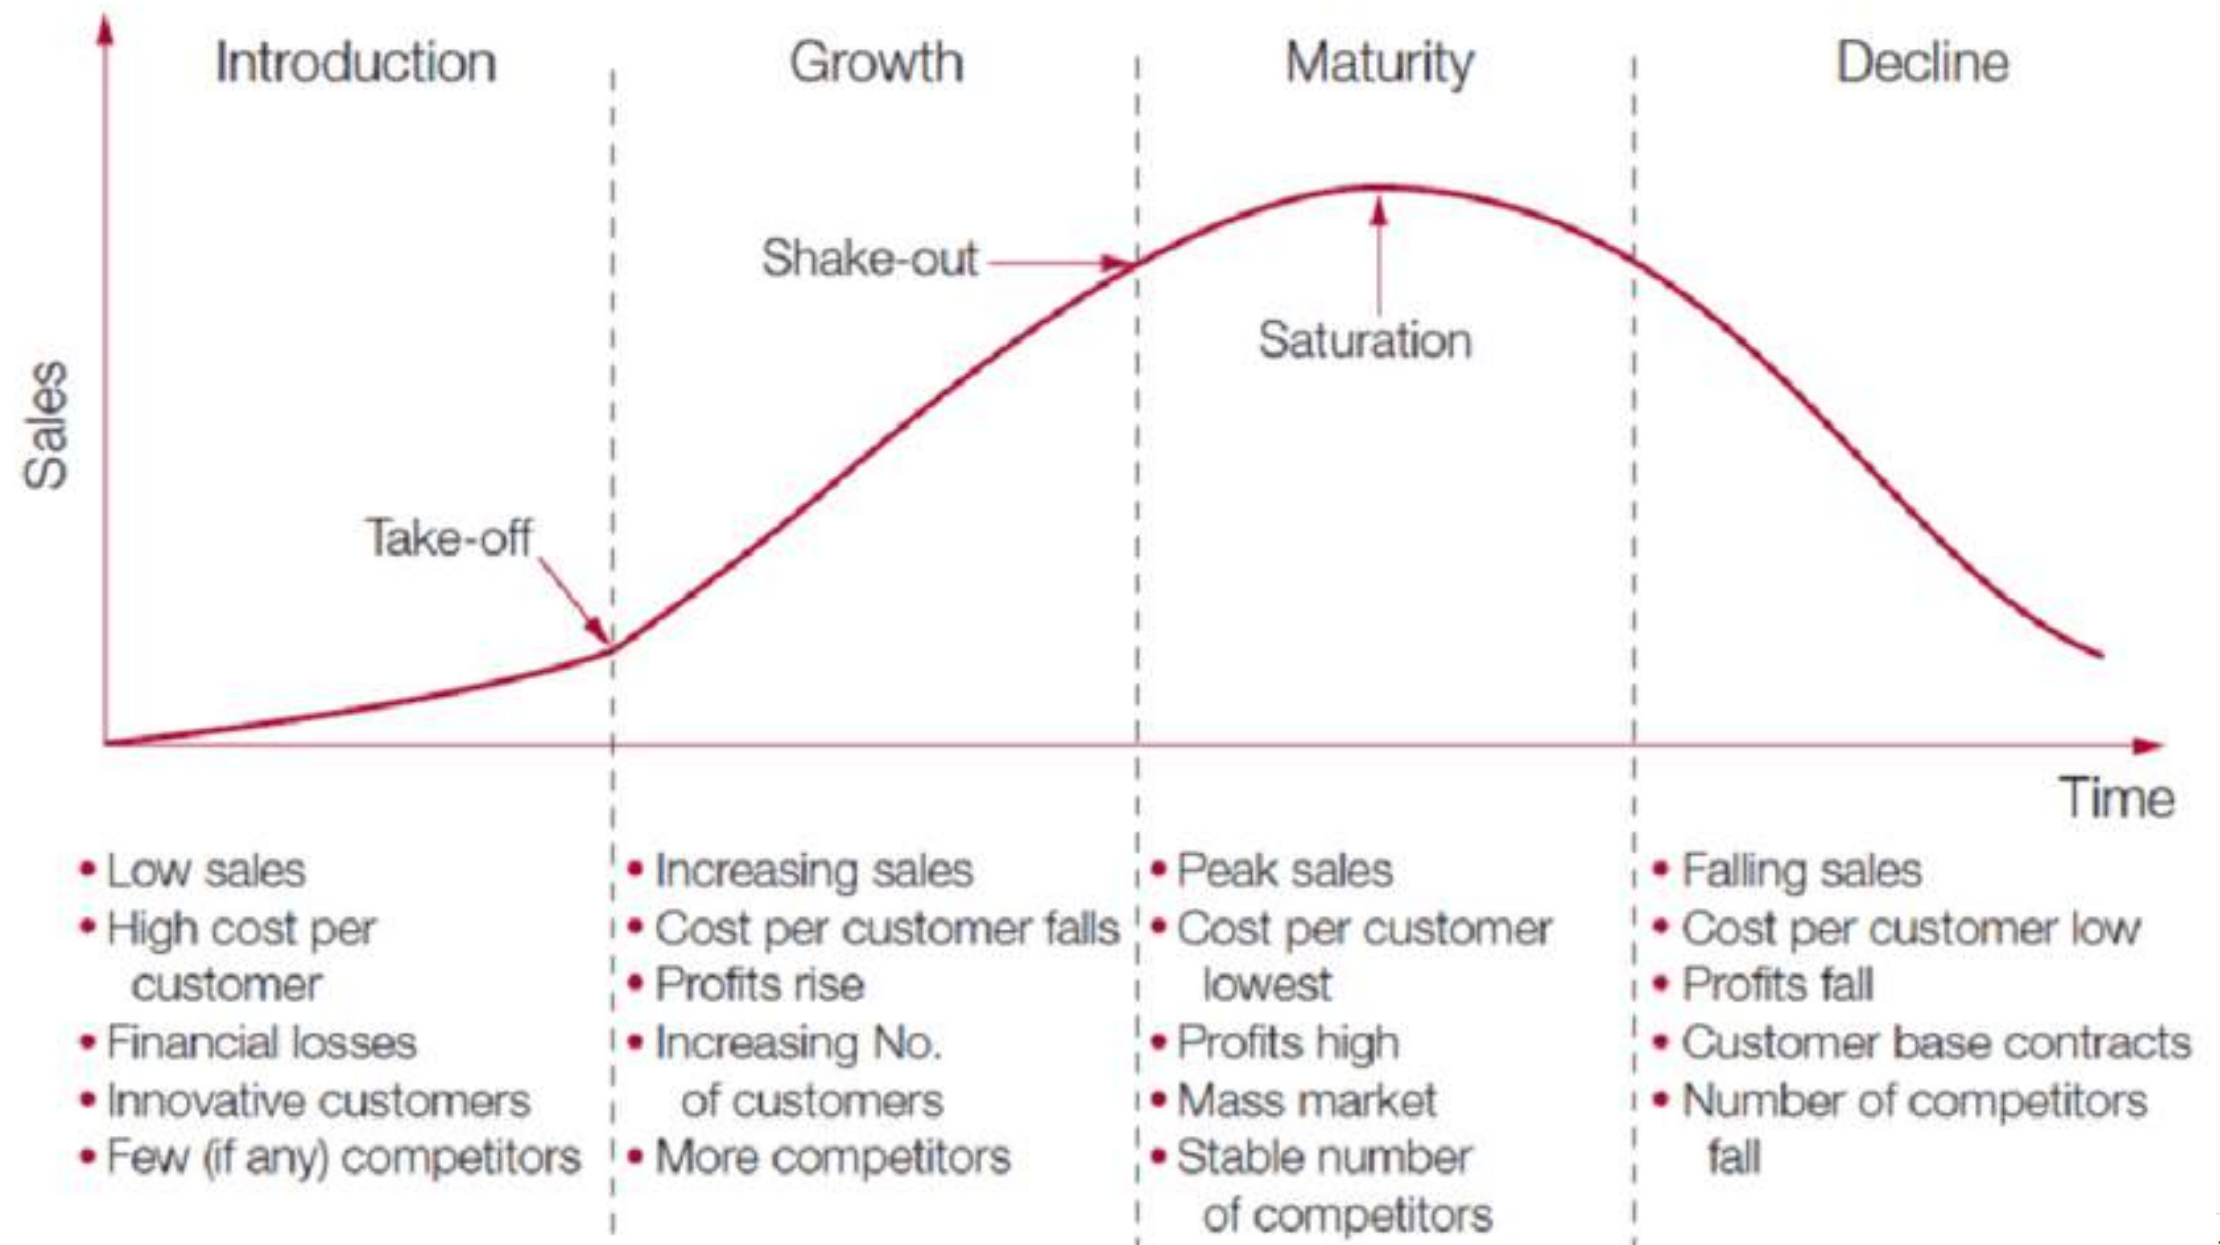 Introduction
Growth
Maturity
Decline
Shake-out
Saturation
Sales
Take-off
Time
• Low sales
• High cost per
customer
• Financial losses
• Innovative customers
• Few (if any) competitors
• Increasing sales
• Cost per customer falls
• Profits rise
• Increasing No.
of customers
• More competitors
• Peak sales
• Cost per customer
lowest
• Profits high
• Mass market
• Stable number
of competitors
• Falling sales
• Cost per customer low
• Profits fall
• Customer base contracts
• Number of competitors
fall